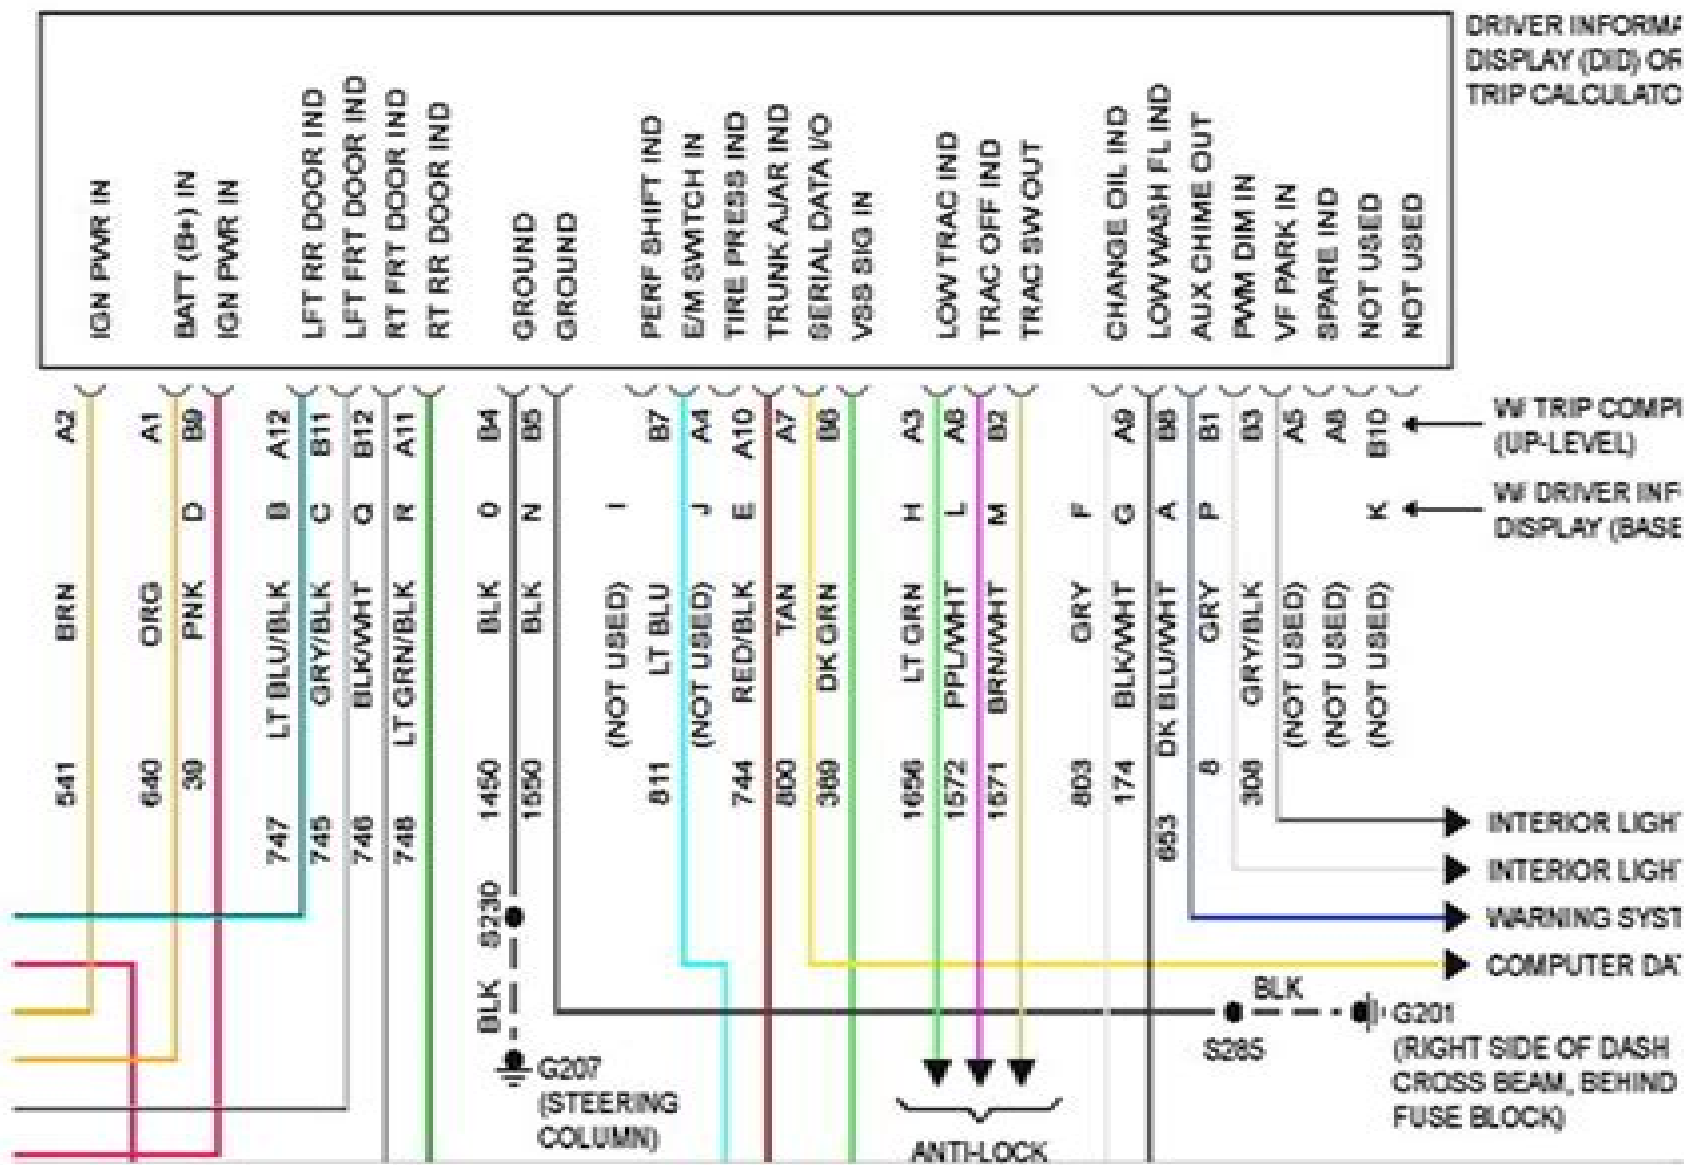 DRIVER INFORMA
DISPLAY (DID) OR
TRIP CALCULATO
IGN PWR IN
BATT (B+) IN
IGN PWR IN
LFT RR DOOR IND
LFT FRT DOOR IND
RT FRT DOOR IND
RT RR DOOR IND
GROUND
GROUND
PERF SHIFT IND
E/M SWITCH IN
TIRE PRESS IND
TRUNK AJAR IND
SERIAL DATA I/O
VSS SIG IN
LOW TRAC IND
TRAC OFF IND
TRAC SW OUT
CHANGE OIL IND
LOW WASH FL IND
AUX CHIME OUT
PWM DIM IN
VF PARK IN
SPARE IND
NOT USED
NOT USED
A2
A1
B9
A12
B11
B12
A11
B4
B5
B7
A4
A10
A7
B6
A3
A8
B2
A9
B8
B1
B3
A5
A6
B10
W/ TRIP COMP
(UP-LEVEL)
D
B
C
Q
R
O
N
I
J
E
H
L
M
F
G
A
P
K
W/ DRIVER INF
DISPLAY (BASE
BRN
ORG
PNK
LT BLU/BLK
GRY/BLK
BLK/WHT
LT GRN/BLK
BLK
BLK
(NOT USED)
LT BLU
(NOT USED)
RED/BLK
TAN
DK GRN
LT GRN
PPL/WHT
BRN/WHT
GRY
BLK/WHT
DK BLU/WHT
GRY
GRY/BLK
(NOT USED)
(NOT USED)
(NOT USED)
541
640
39
747
745
746
748
1450
1550
811
744
800
389
1656
1572
1571
803
174
653
8
308
INTERIOR LIGHT
INTERIOR LIGHT
WARNING SYST
COMPUTER DAT
S230
BLK
G207
(STEERING
COLUMN)
BLK
S285
G201
(RIGHT SIDE OF DASH
CROSS BEAM, BEHIND
FUSE BLOCK)
ANTI-LOCK